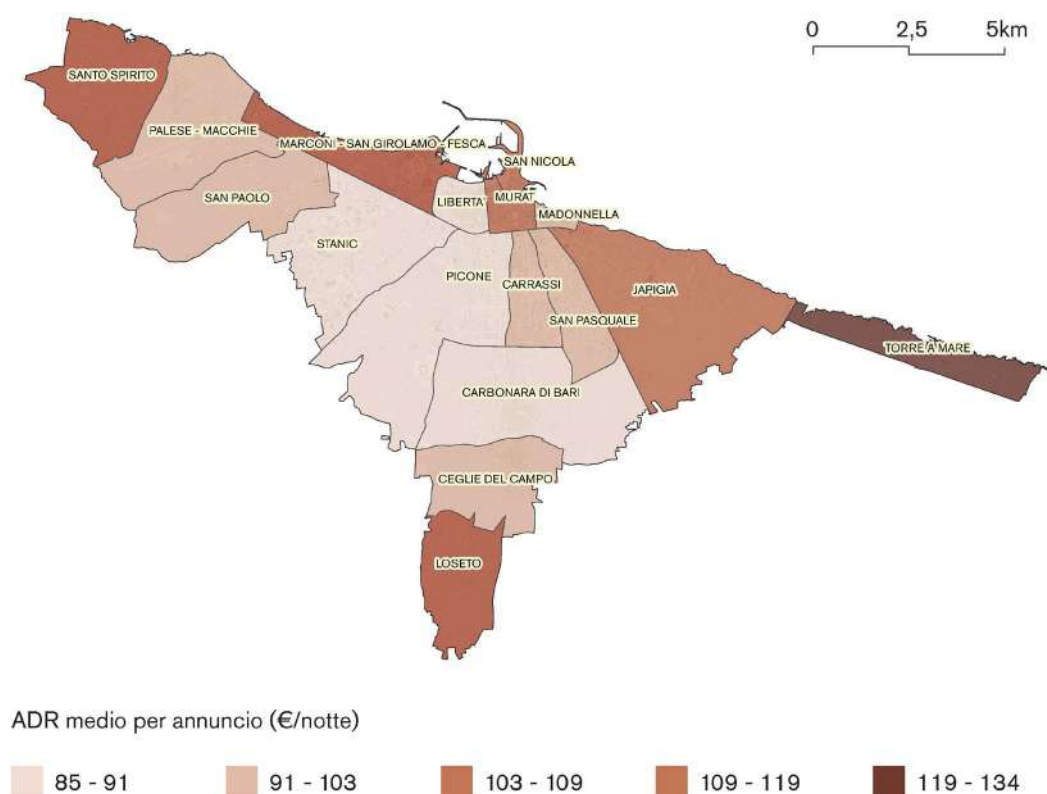 0 2,5 5km
SANTO SPIRITO
PALESE - MACCHIE
MARCONI - SAN GIROLAMO - FESCA
SAN NICOLA
SAN PAOLO
LIBERTA'
MURAT
MADONNELLA
STANIC
PICONE
CARRASSI
JAPIGIA
SAN PASQUALE
TORRE A MARE
CARBONARA DI BARI
CEGLIE DEL CAMPO
LOSETO
ADR medio per annuncio (€/notte)
85 - 91 91 - 103 103 - 109 109 - 119 119 - 134